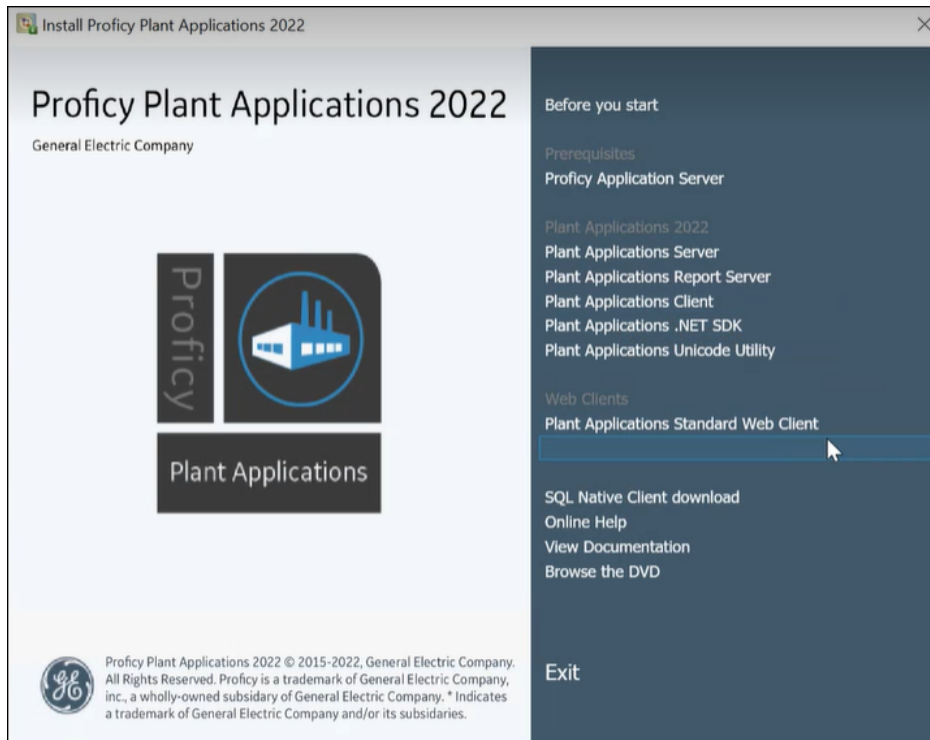 Install Proficy Plant Applications 2022
Proficy Plant Applications 2022
General Electric Company
Proficy
Plant Applications
Proficy Plant Applications 2022 © 2015-2022, General Electric Company.
All Rights Reserved. Proficy is a trademark of General Electric Company,
inc., a wholly-owned subsidary of General Electric Company. * Indicates
a trademark of General Electric Company and/or its subsidaries.
Before you start
Prerequisites
Proficy Application Server
Plant Applications 2022
Plant Applications Server
Plant Applications Report Server
Plant Applications Client
Plant Applications .NET SDK
Plant Applications Unicode Utility
Web Clients
Plant Applications Standard Web Client
SQL Native Client download
Online Help
View Documentation
Browse the DVD
Exit